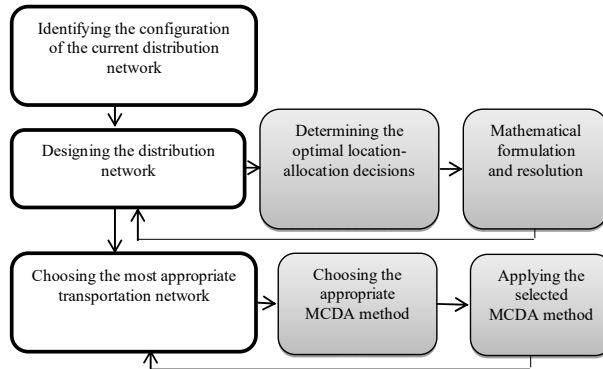 Identifying the configuration
of the current distribution
network
Designing the distribution
network
Determining the
optimal location-
allocation decisions
Mathematical
formulation
and resolution
Choosing the most appropriate
transportation network
Choosing the
appropriate
MCDA method
Applying the
selected
MCDA method